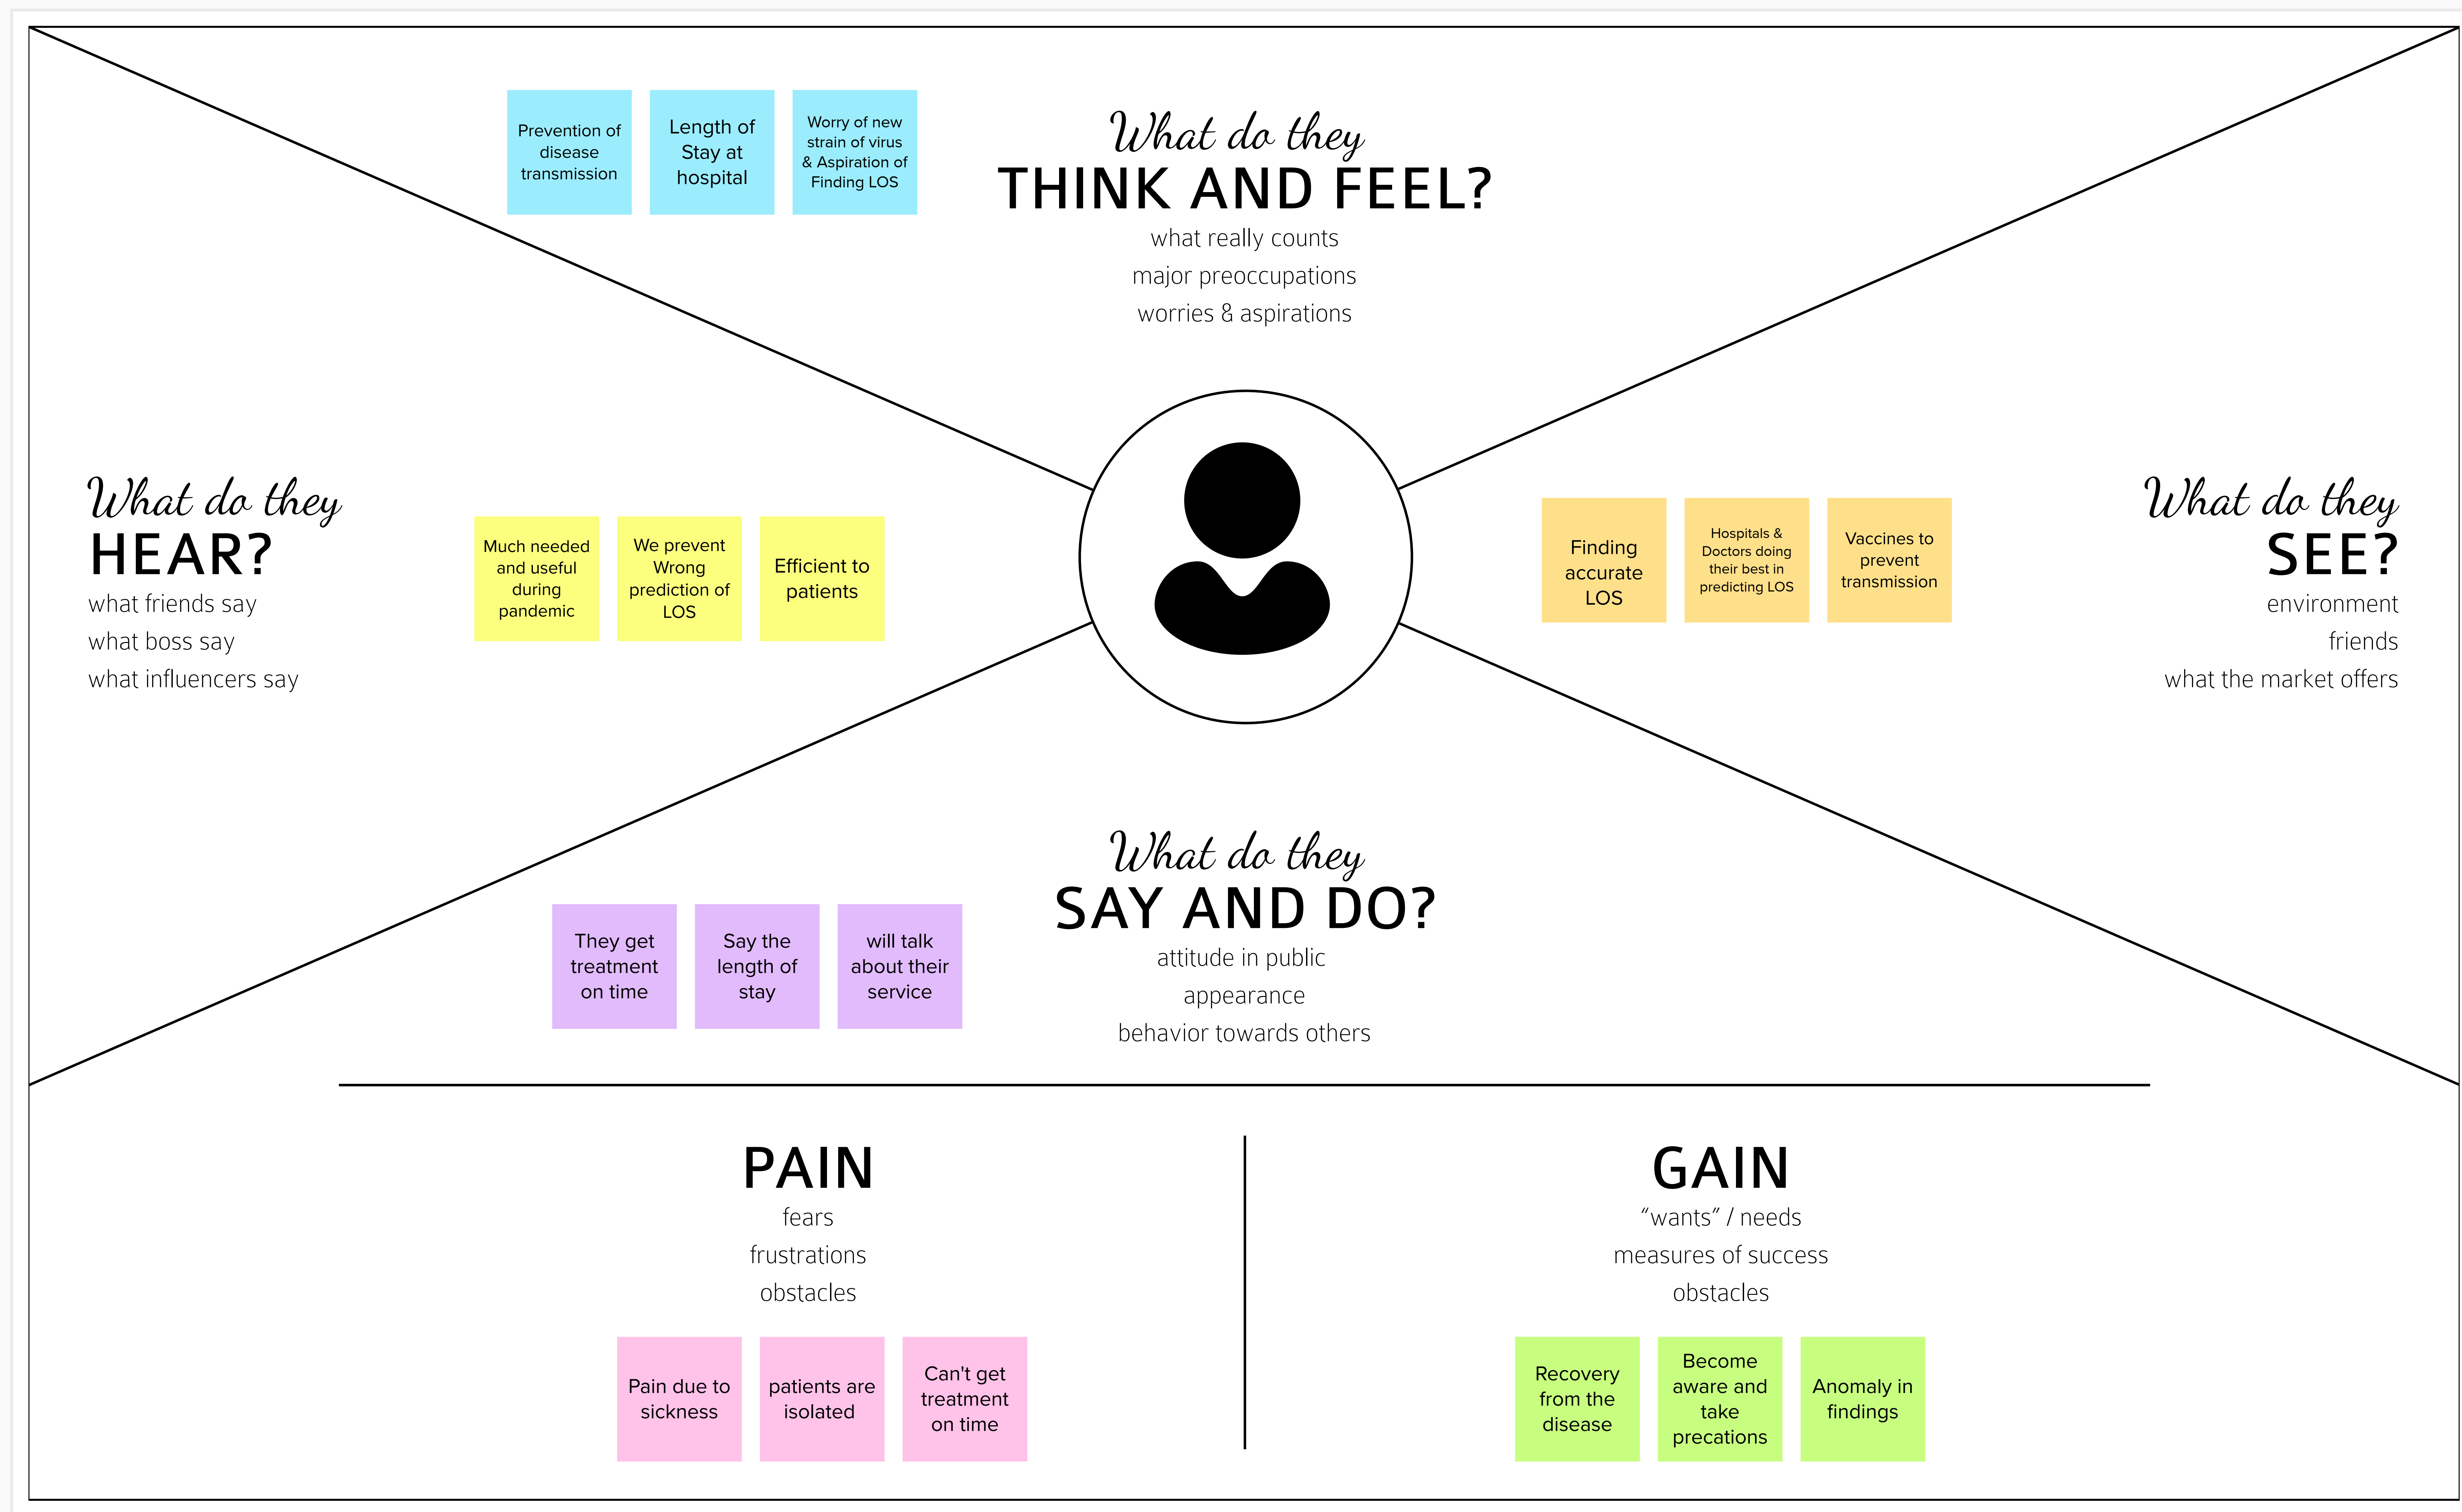 Prevention of
disease
transmission
Length of
Stay at
hospital
Worry of new
strain of virus
& Aspiration of
Finding LOS
What do they
THINK AND FEEL?
what really counts
major preoccupations
worries & aspirations
What do they
HEAR?
what friends say
what boss say
what influencers say
Much needed
and useful
during
pandemic
We prevent
Wrong
prediction of
LOS
Efficient to
patients
Finding
accurate
LOS
Hospitals &
Doctors doing
their best in
predicting LOS
Vaccines to
prevent
transmission
What do they
SEE?
environment
friends
what the market offers
What do they
SAY AND DO?
attitude in public
appearance
behavior towards others
They get
treatment
on time
Say the
length of
stay
will talk
about their
service
PAIN
fears
frustrations
obstacles
Pain due to
sickness
patients are
isolated
Can't get
treatment
on time
GAIN
“wants” / needs
measures of success
obstacles
Recovery
from the
disease
Become
aware and
take
precations
Anomaly in
findings